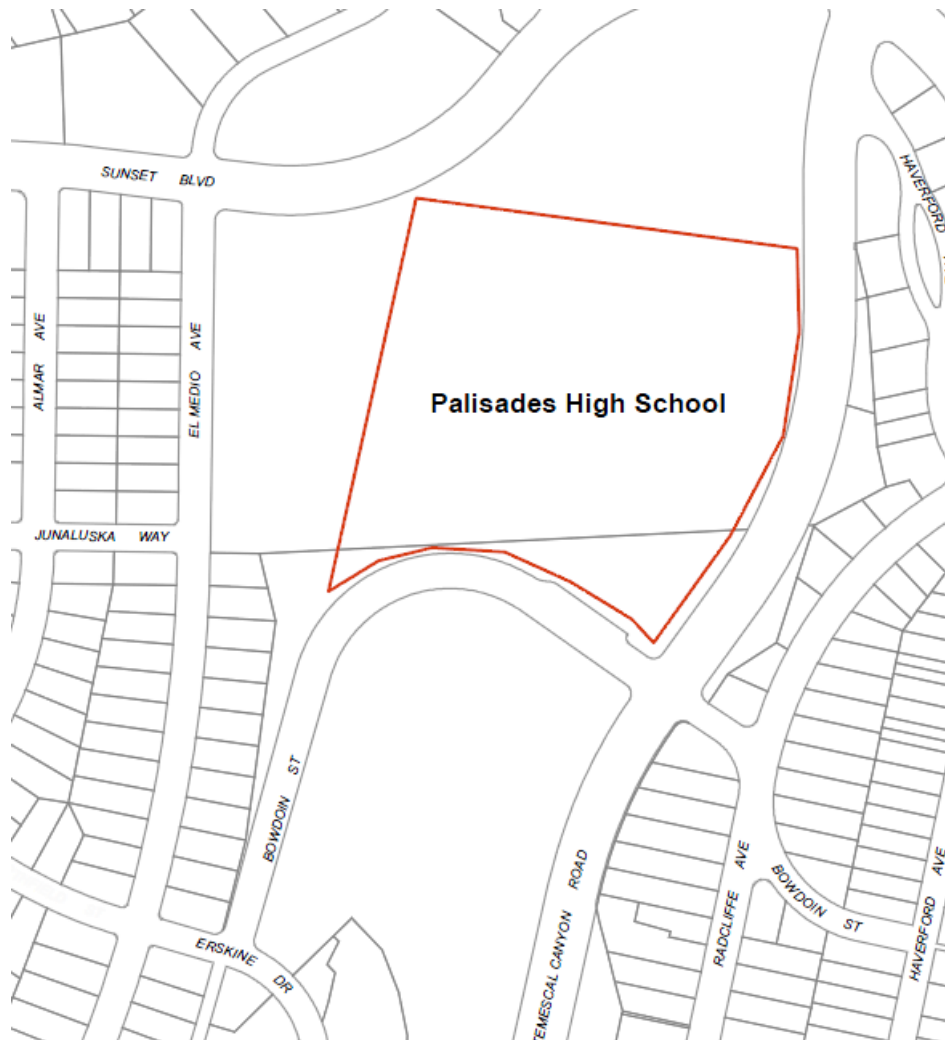 SUNSET BLVD
HAVERFORD
ALMAR AVE
EL MEDIO AVE
Palisades High School
JUNALUSKA WAY
BOWDOIN ST
ERSKINE DR
TEMESCAL CANYON ROAD
RADCLIFFE AVE
BOWDOIN ST
HAVERFORD AVE